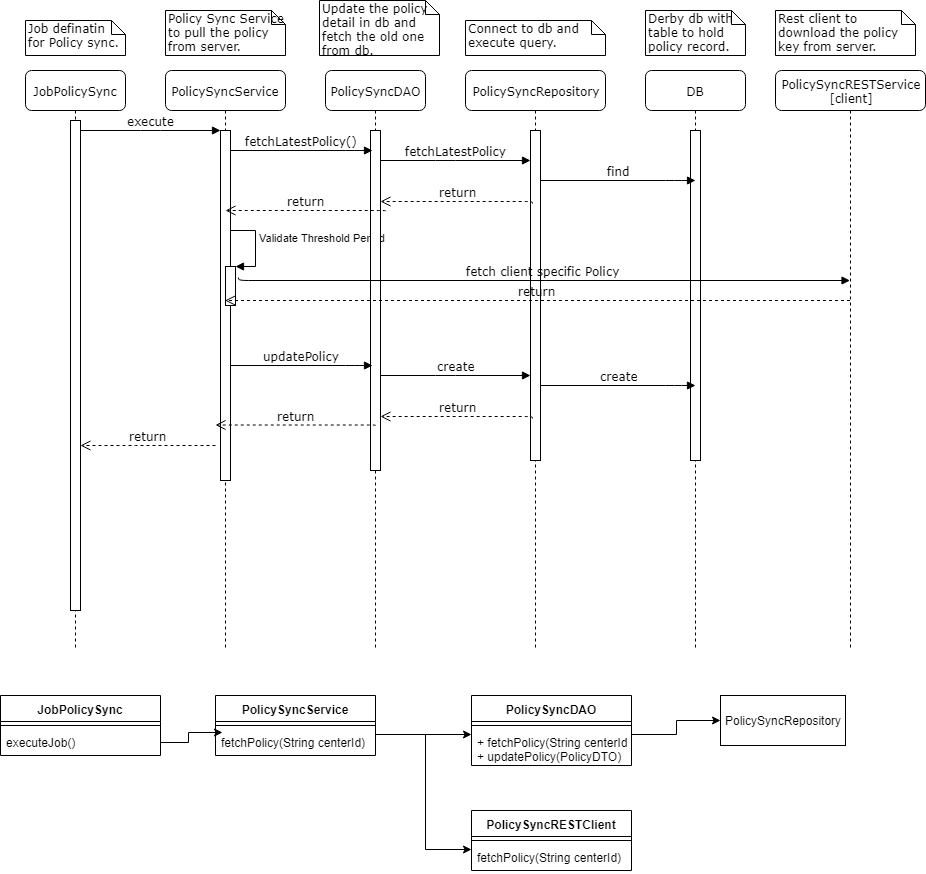 Job definatin
for Policy sync.
Policy Sync Service
to pull the policy
from server.
Update the policy
detail in db and
fetch the old one
from db.
Connect to db and
execute query.
Derby db with
table to hold
policy record.
Rest client to
download the policy
key from server.
JobPolicySync
PolicySyncService
PolicySyncDAO
PolicySyncRepository
DB
PolicySyncRESTService
[client]
execute
fetchLatestPolicy()
fetchLatestPolicy
find
return
return
Validate Threshold Period
fetch client specific Policy
return
updatePolicy
create
create
return
return
return
JobPolicySync
executeJob()
PolicySyncService
fetchPolicy(String centerId)
PolicySyncDAO
+ fetchPolicy(String centerId
+ updatePolicy(PolicyDTO)
PolicySyncRepository
PolicySyncRESTClient
fetchPolicy(String centerId)